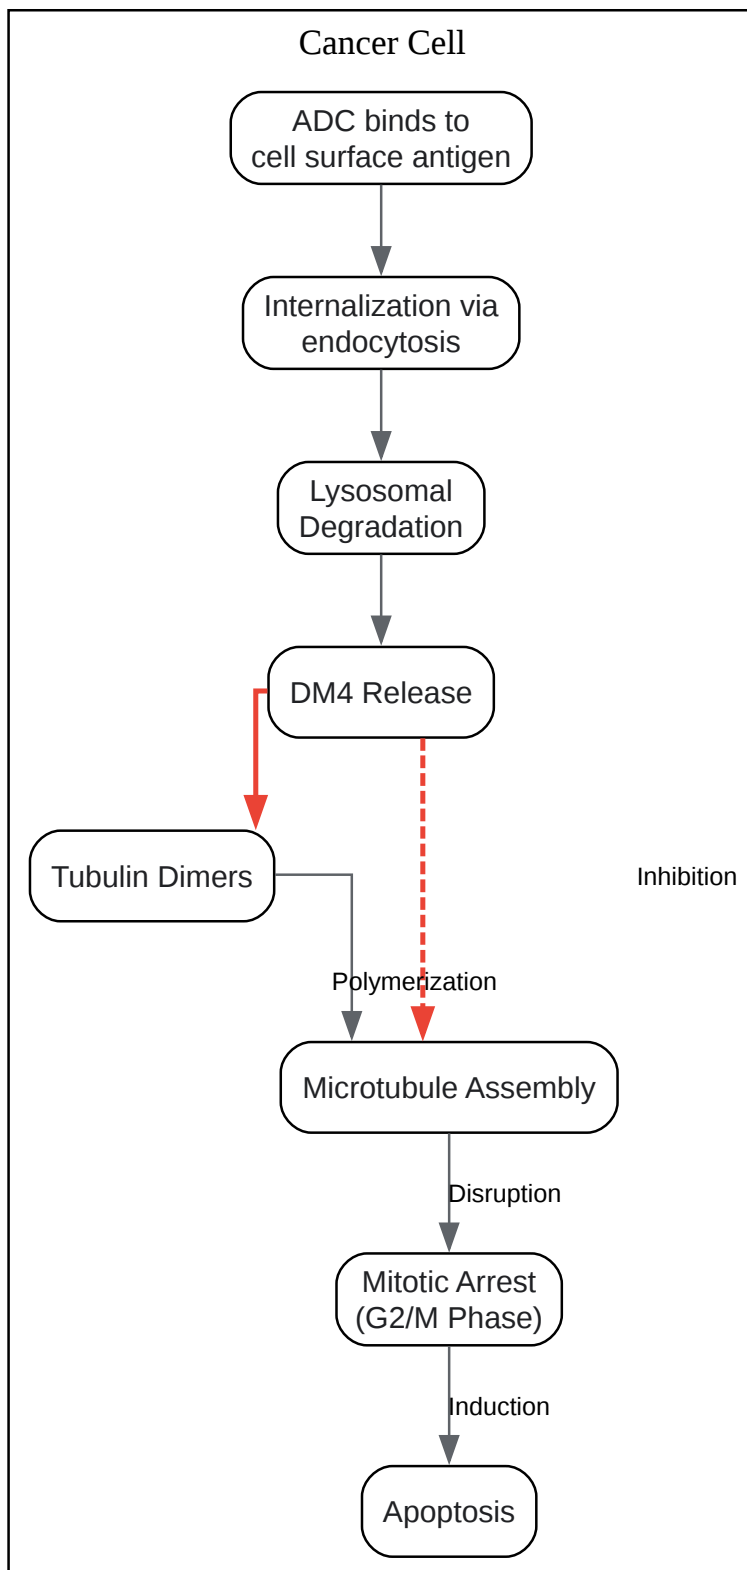 Cancer Cell
ADC binds to
cell surface antigen
Internalization via
endocytosis
Lysosomal
Degradation
DM4 Release
Tubulin Dimers
Inhibition
Polymerization
Microtubule Assembly
Disruption
Mitotic Arrest
(G2/M Phase)
Induction
Apoptosis